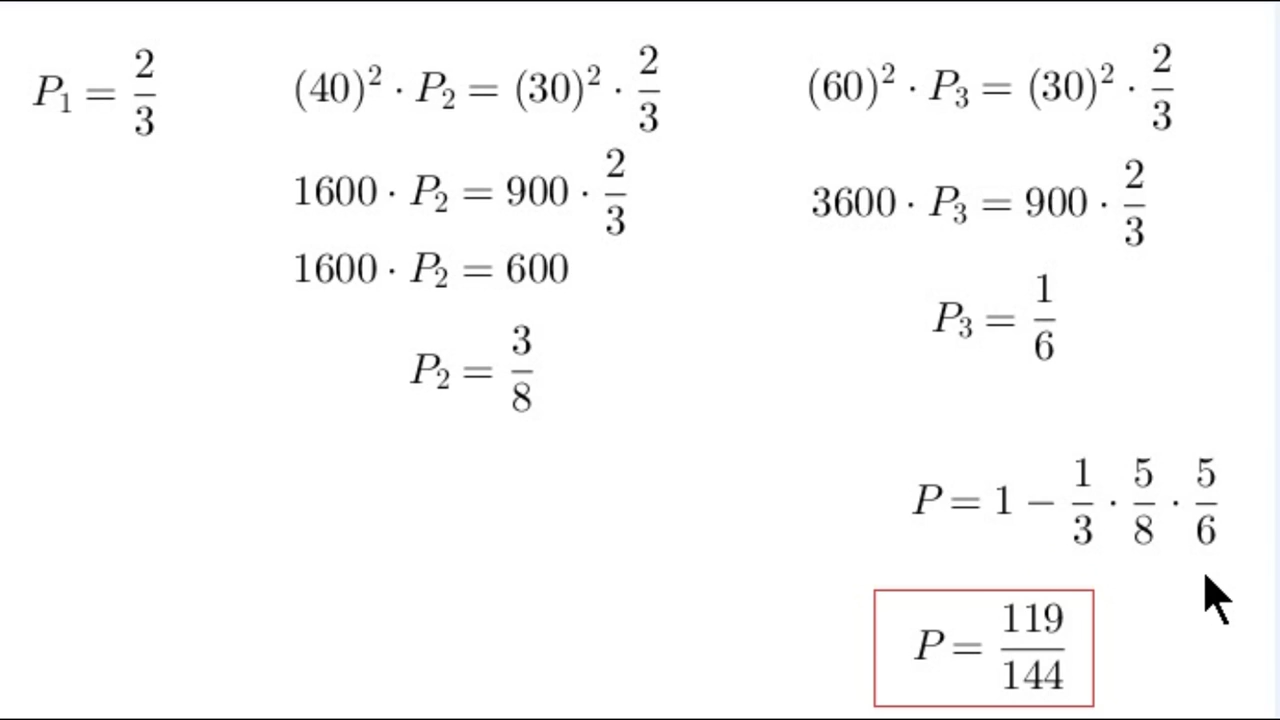 P₁ = 2/3
(40)² · P₂ = (30)² · 2/3
1600 · P₂ = 900 · 2/3
1600 · P₂ = 600
P₂ = 3/8
(60)² · P₃ = (30)² · 2/3
3600 · P₃ = 900 · 2/3
P₃ = 1/6
P = 1 − 1/3 · 5/8 · 5/6
P = 119/144